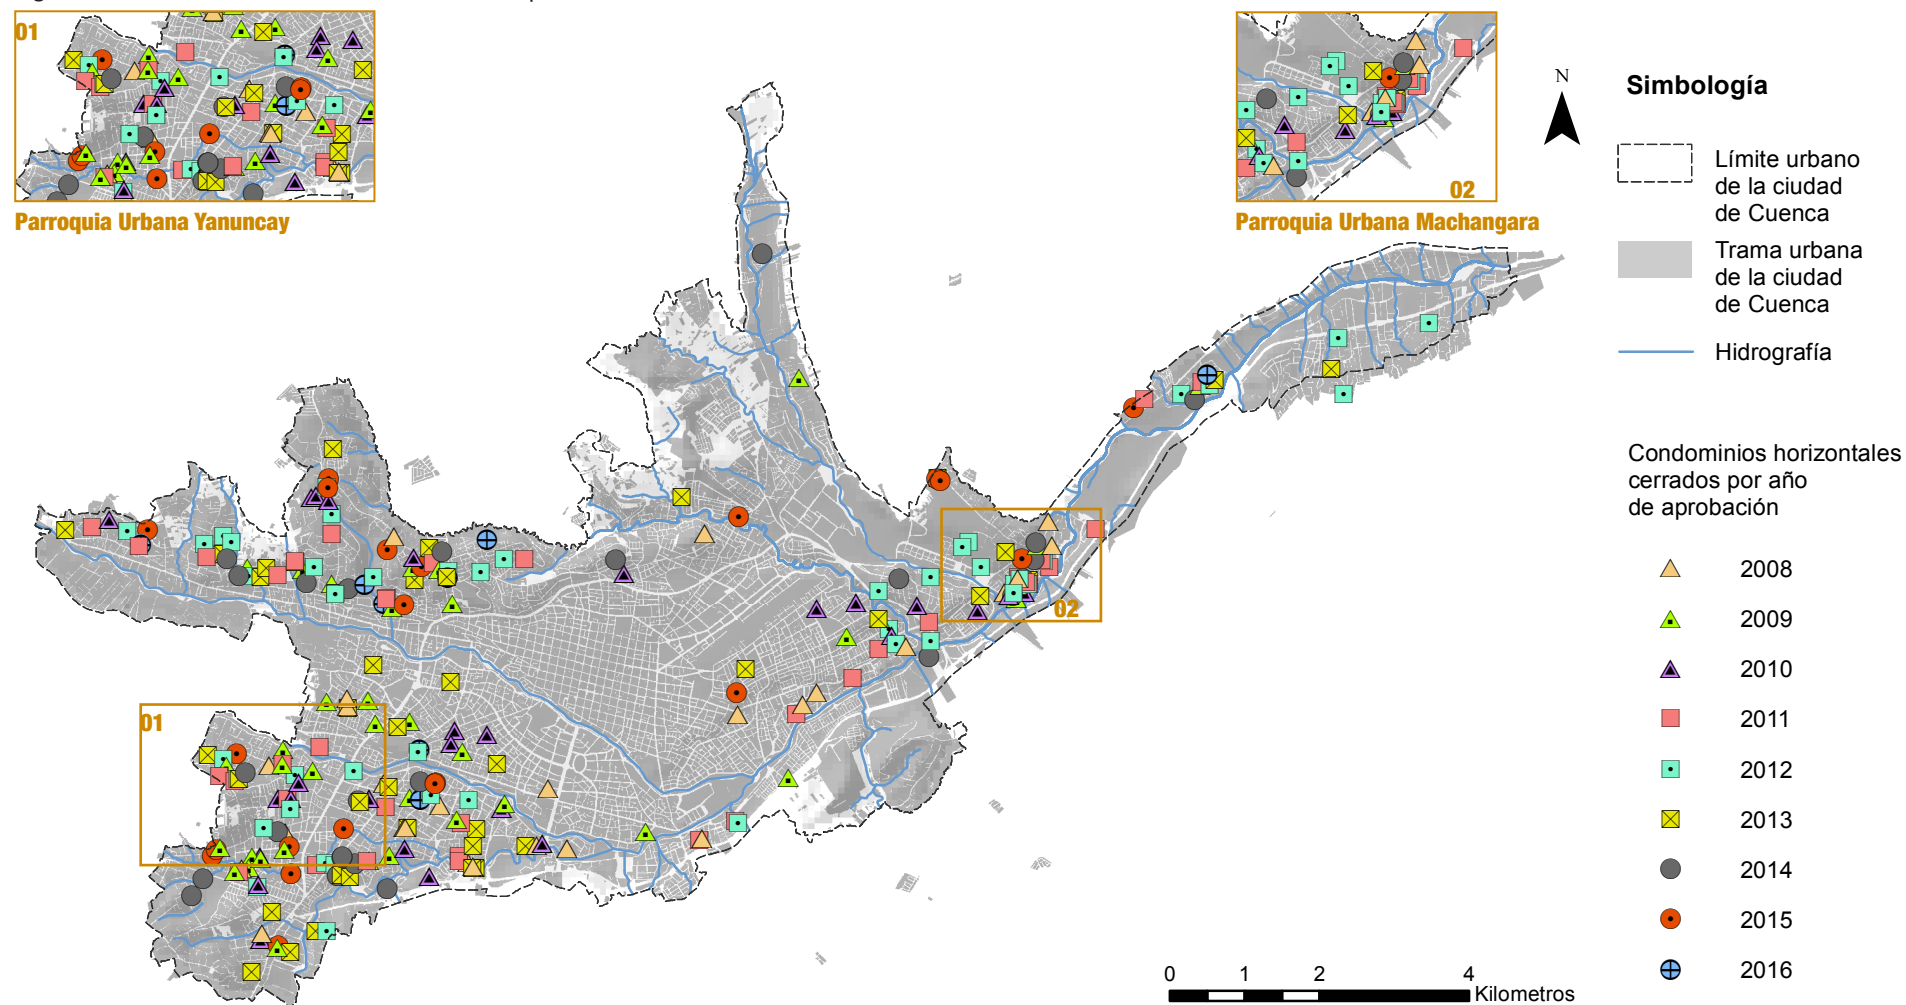 01
Parroquia Urbana Yanuncay
02
Parroquia Urbana Machangara
N
Simbología
Límite urbano
de la ciudad
de Cuenca
Trama urbana
de la ciudad
de Cuenca
Hidrografía
Condominios horizontales
cerrados por año
de aprobación
2008
2009
2010
2011
2012
2013
2014
2015
2016
02
01
0 1 2 4
Kilometros